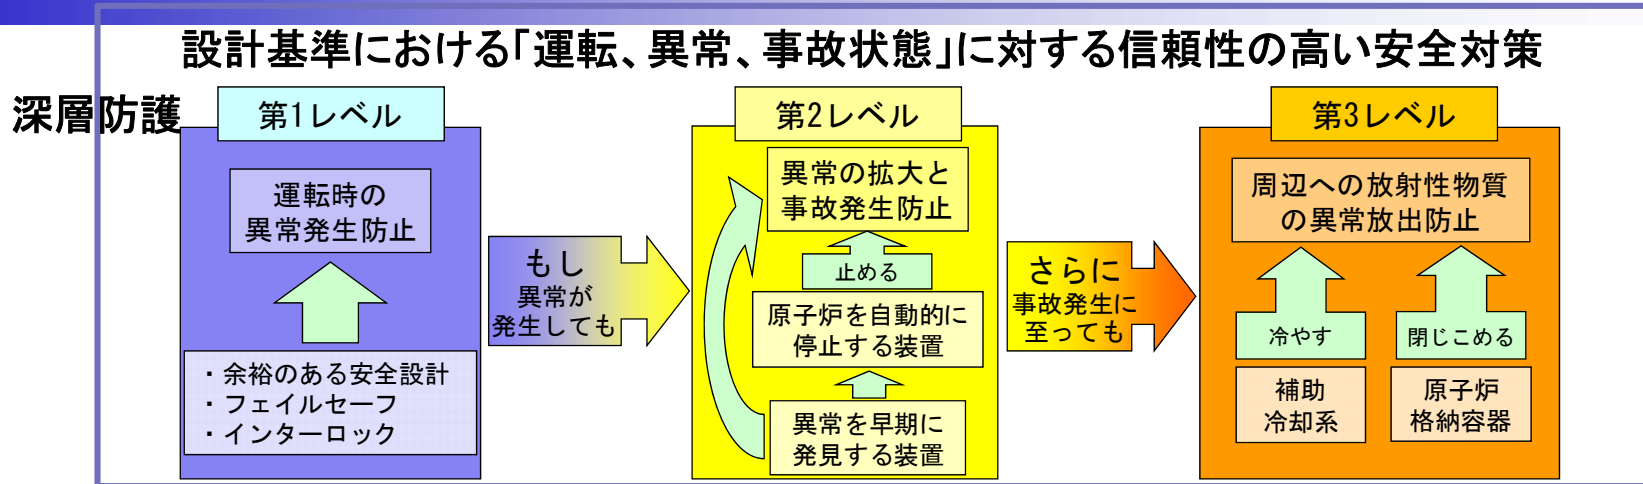 設計基準における「運転、異常、事故状態」に対する信頼性の高い安全対策
深層防護
第1レベル
運転時の
異常発生防止
・余裕のある安全設計
・フェイルセーフ
・インターロック
もし
異常が
発生しても
第2レベル
異常の拡大と
事故発生防止
止める
原子炉を自動的に
停止する装置
異常を早期に
発見する装置
さらに
事故発生に
至っても
第3レベル
周辺への放射性物質
の異常放出防止
冷やす
補助
冷却系
閉じこめる
原子炉
格納容器